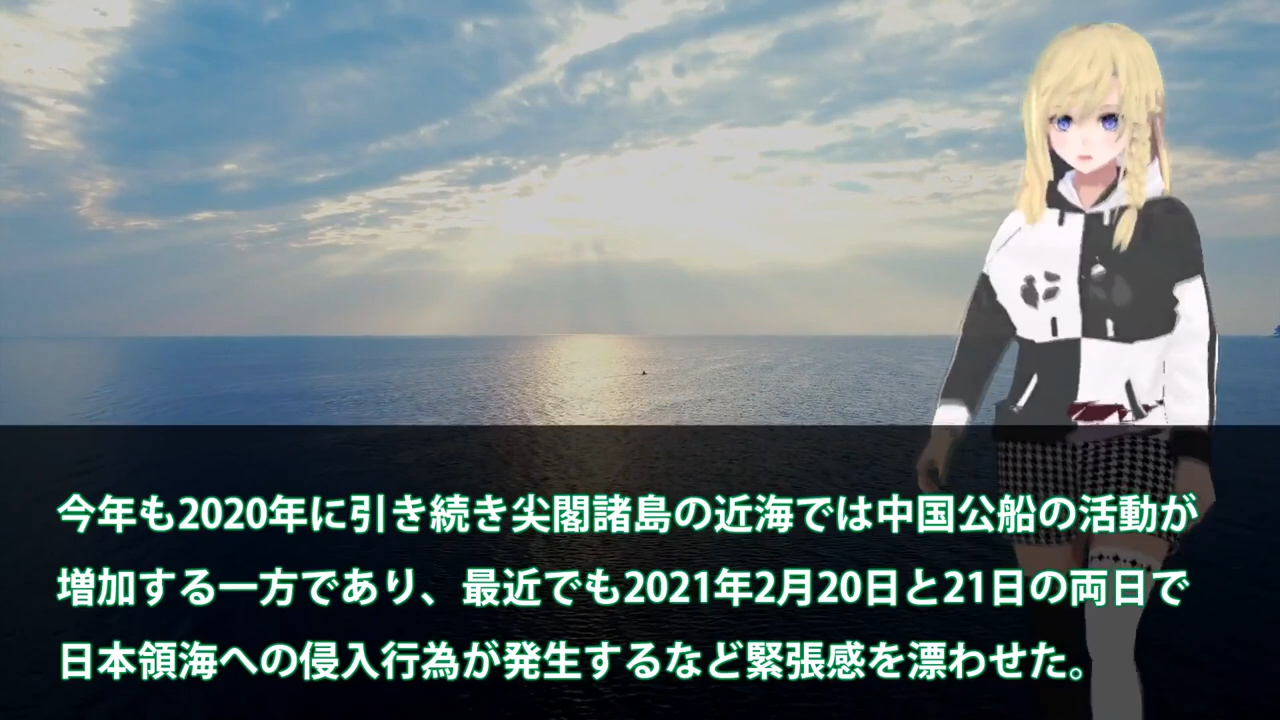 今年も2020年に引き続き尖閣諸島の近海では中国公船の活動が
増加する一方であり、最近でも2021年2月20日と21日の両日で
日本領海への侵入行為が発生するなど緊張感を漂わせた。